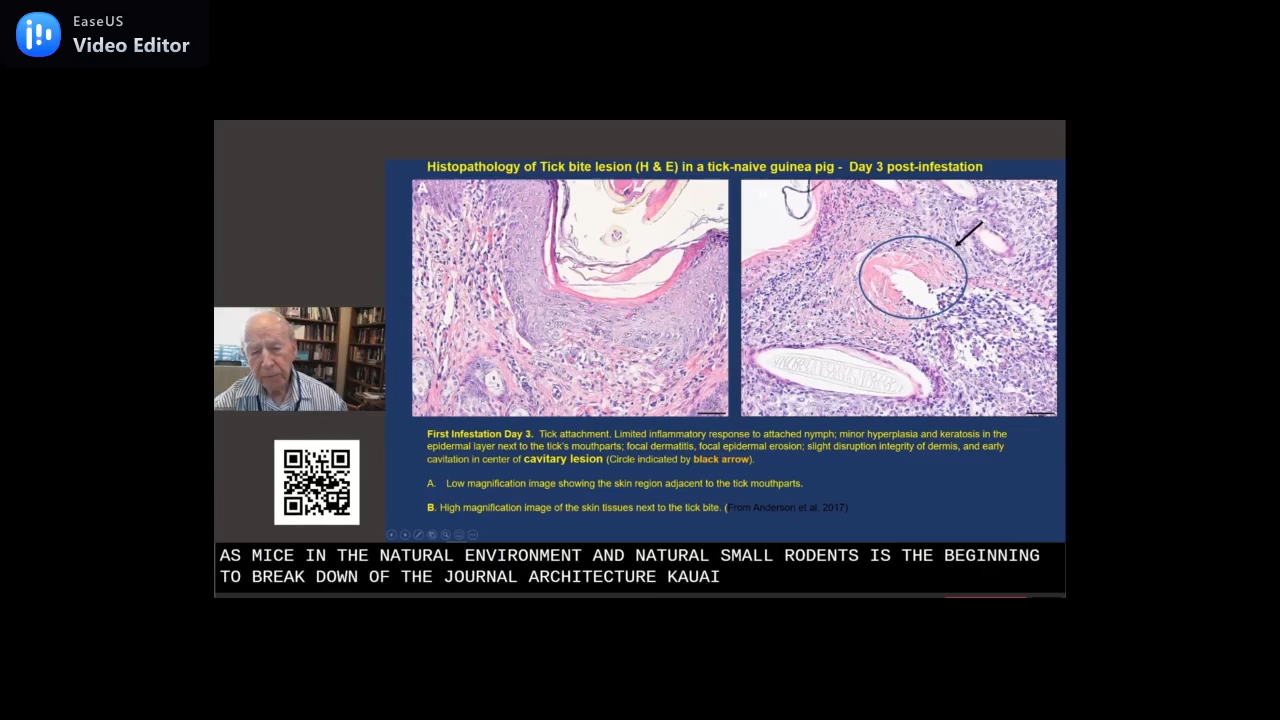 EaseUS
Video Editor
Histopathology of Tick bite lesion (H & E) in a tick-naive guinea pig - Day 3 post-infestation
A
First Infestation Day 3. Tick attachment. Limited inflammatory response to attached nymph; minor hyperplasia and keratosis in the
epidermal layer next to the tick's mouthparts; focal dermatitis, focal epidermal erosion; slight disruption integrity of dermis, and early
cavitation in center of cavitary lesion (Circle indicated by black arrow).
A. Low magnification image showing the skin region adjacent to the tick mouthparts.
B. High magnification image of the skin tissues next to the tick bite. (From Anderson et al. 2017)
AS MICE IN THE NATURAL ENVIRONMENT AND NATURAL SMALL RODENTS IS THE BEGINNING
TO BREAK DOWN OF THE JOURNAL ARCHITECTURE KAUAI